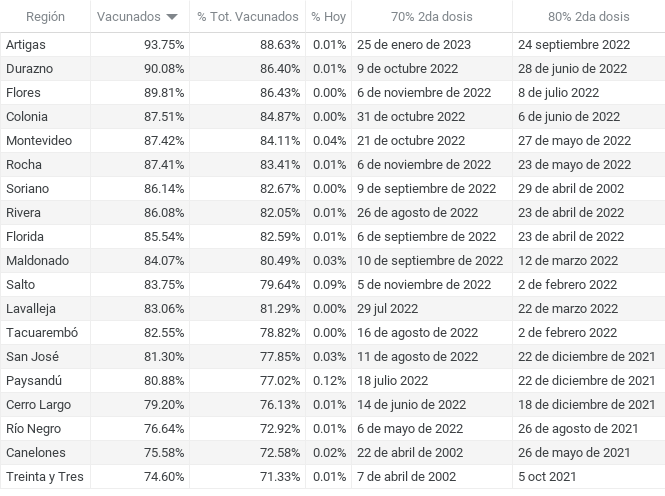 Región Vacunados % Tot. Vacunados % Hoy 70% 2da dosis 80% 2da dosis
Artigas 93.75% 88.63% 0.01% 25 de enero de 2023 24 septiembre 2022
Durazno 90.08% 86.40% 0.01% 9 de octubre 2022 28 de junio de 2022
Flores 89.81% 86.43% 0.00% 6 de noviembre de 2022 8 de julio 2022
Colonia 87.51% 84.87% 0.00% 31 de octubre 2022 6 de junio de 2022
Montevideo 87.42% 84.11% 0.04% 21 de octubre 2022 27 de mayo de 2022
Rocha 87.41% 83.41% 0.01% 6 de noviembre de 2022 23 de mayo de 2022
Soriano 86.14% 82.67% 0.00% 9 de septiembre de 2022 29 de abril de 2002
Rivera 86.08% 82.05% 0.01% 26 de agosto de 2022 23 de abril de 2022
Florida 85.54% 82.59% 0.01% 6 de septiembre de 2022 23 de abril de 2022
Maldonado 84.07% 80.49% 0.03% 10 de septiembre de 2022 12 de marzo 2022
Salto 83.75% 79.64% 0.09% 5 de noviembre de 2022 2 de febrero 2022
Lavalleja 83.06% 81.29% 0.00% 29 jul 2022 22 de marzo de 2022
Tacuarembó 82.55% 78.82% 0.00% 16 de agosto de 2022 2 de febrero 2022
San José 81.30% 77.85% 0.03% 11 de agosto de 2022 22 de diciembre de 2021
Paysandú 80.88% 77.02% 0.12% 18 julio 2022 22 de diciembre de 2021
Cerro Largo 79.20% 76.13% 0.01% 14 de junio de 2022 18 de diciembre de 2021
Río Negro 76.64% 72.92% 0.01% 6 de mayo de 2022 26 de agosto de 2021
Canelones 75.58% 72.58% 0.02% 22 de abril de 2002 26 de mayo de 2021
Treinta y Tres 74.60% 71.33% 0.01% 7 de abril de 2002 5 oct 2021